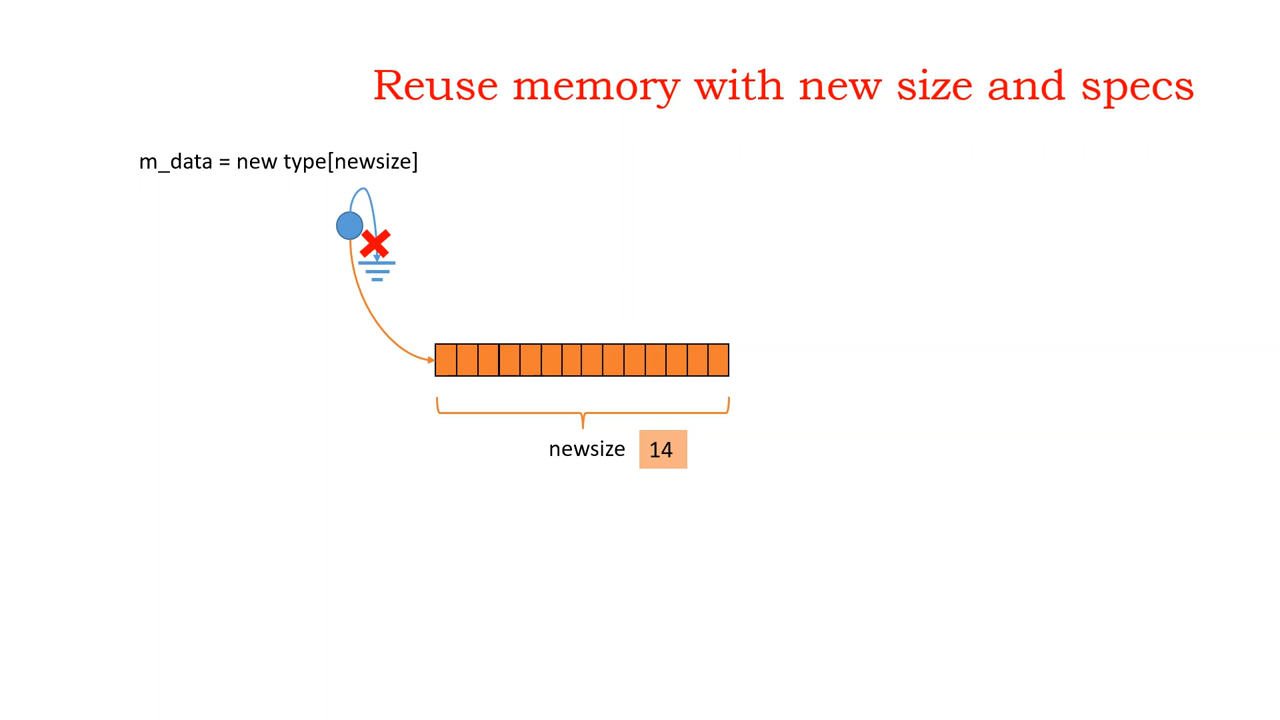 Reuse memory with new size and specs
m_data = new type[newsize]
newsize 14